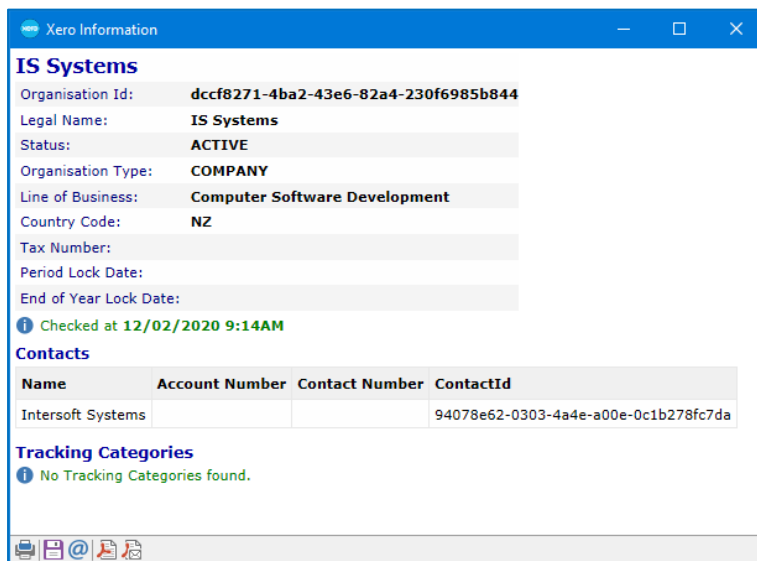 xero Xero Information
IS Systems
Organisation Id: dccf8271-4ba2-43e6-82a4-230f6985b844
Legal Name: IS Systems
Status: ACTIVE
Organisation Type: COMPANY
Line of Business: Computer Software Development
Country Code: NZ
Tax Number:
Period Lock Date:
End of Year Lock Date:
Checked at 12/02/2020 9:14AM
Contacts
Name Account Number Contact Number ContactId
Intersoft Systems 94078e62-0303-4a4e-a00e-0c1b278fc7da
Tracking Categories
No Tracking Categories found.